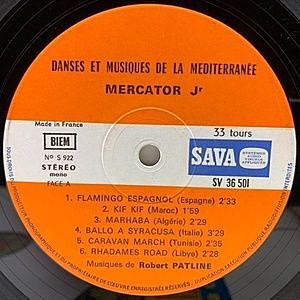 DANSES ET MUSIQUES DE LA MEDITERRANÉE
MERCATOR Jr
Made in France
33 tours
BIEM
SAVA
N° S 922
STÉRÉO
mono
FACE A
SV 36 501
1. FLAMINGO ESPAGNOL (Espagne) 2'33
2. KIF KIF (Maroc) 1'59
3. MARHABA (Algérie) 2'29
4. BALLO A SYRACUSA (Italie) 3'29
5. CARAVAN MARCH (Tunisie) 2'35
6. RHADAMES ROAD (Libye) 2'28
Musiques de Robert PATLINE